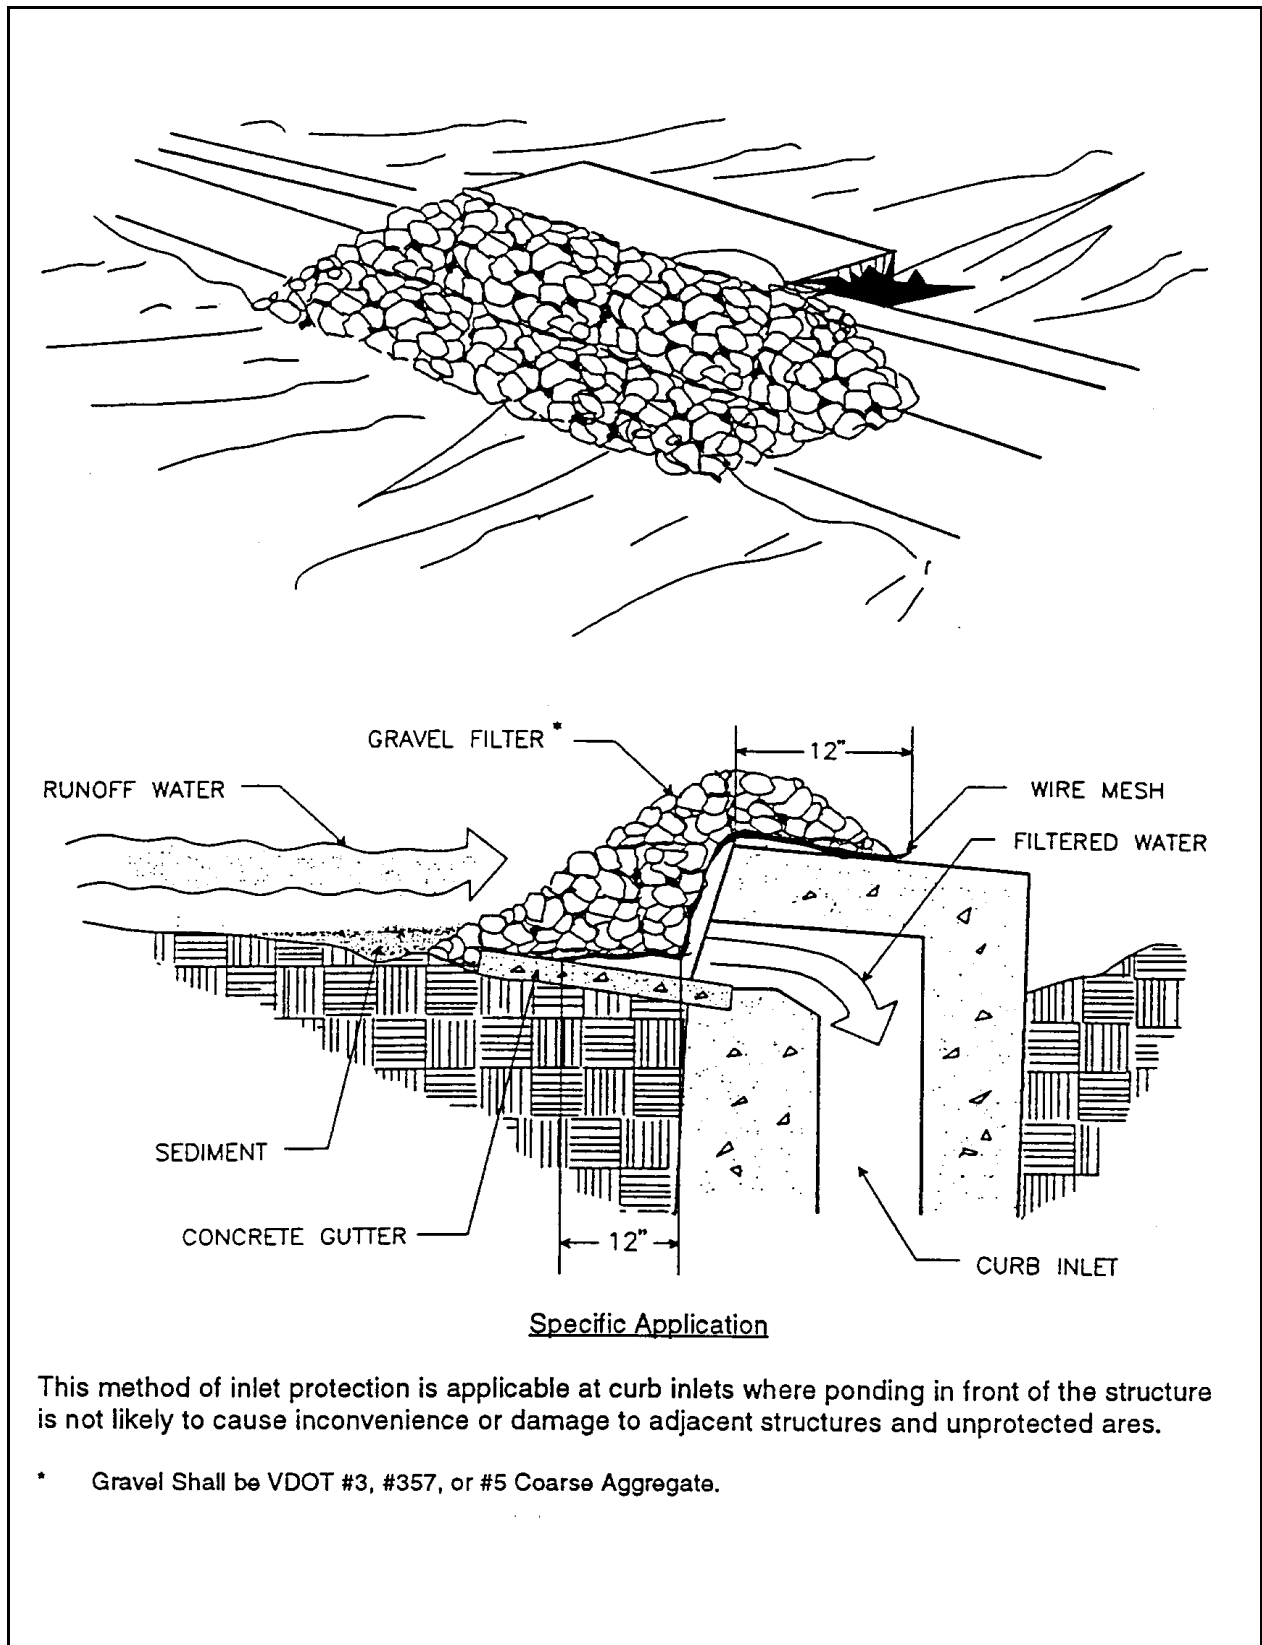 GRAVEL FILTER *
12"
RUNOFF WATER
WIRE MESH
FILTERED WATER
SEDIMENT
CONCRETE GUTTER
12"
CURB INLET
Specific Application
This method of inlet protection is applicable at curb inlets where ponding in front of the structure
is not likely to cause inconvenience or damage to adjacent structures and unprotected ares.
* Gravel Shall be VDOT #3, #357, or #5 Coarse Aggregate.